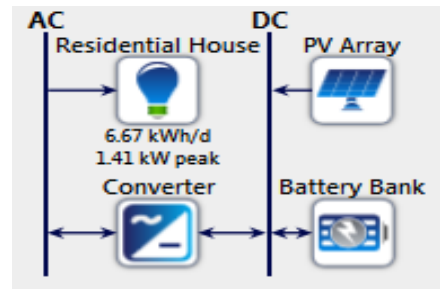 AC DC
Residential House PV Array
6.67 kWh/d
1.41 kW peak
Converter Battery Bank